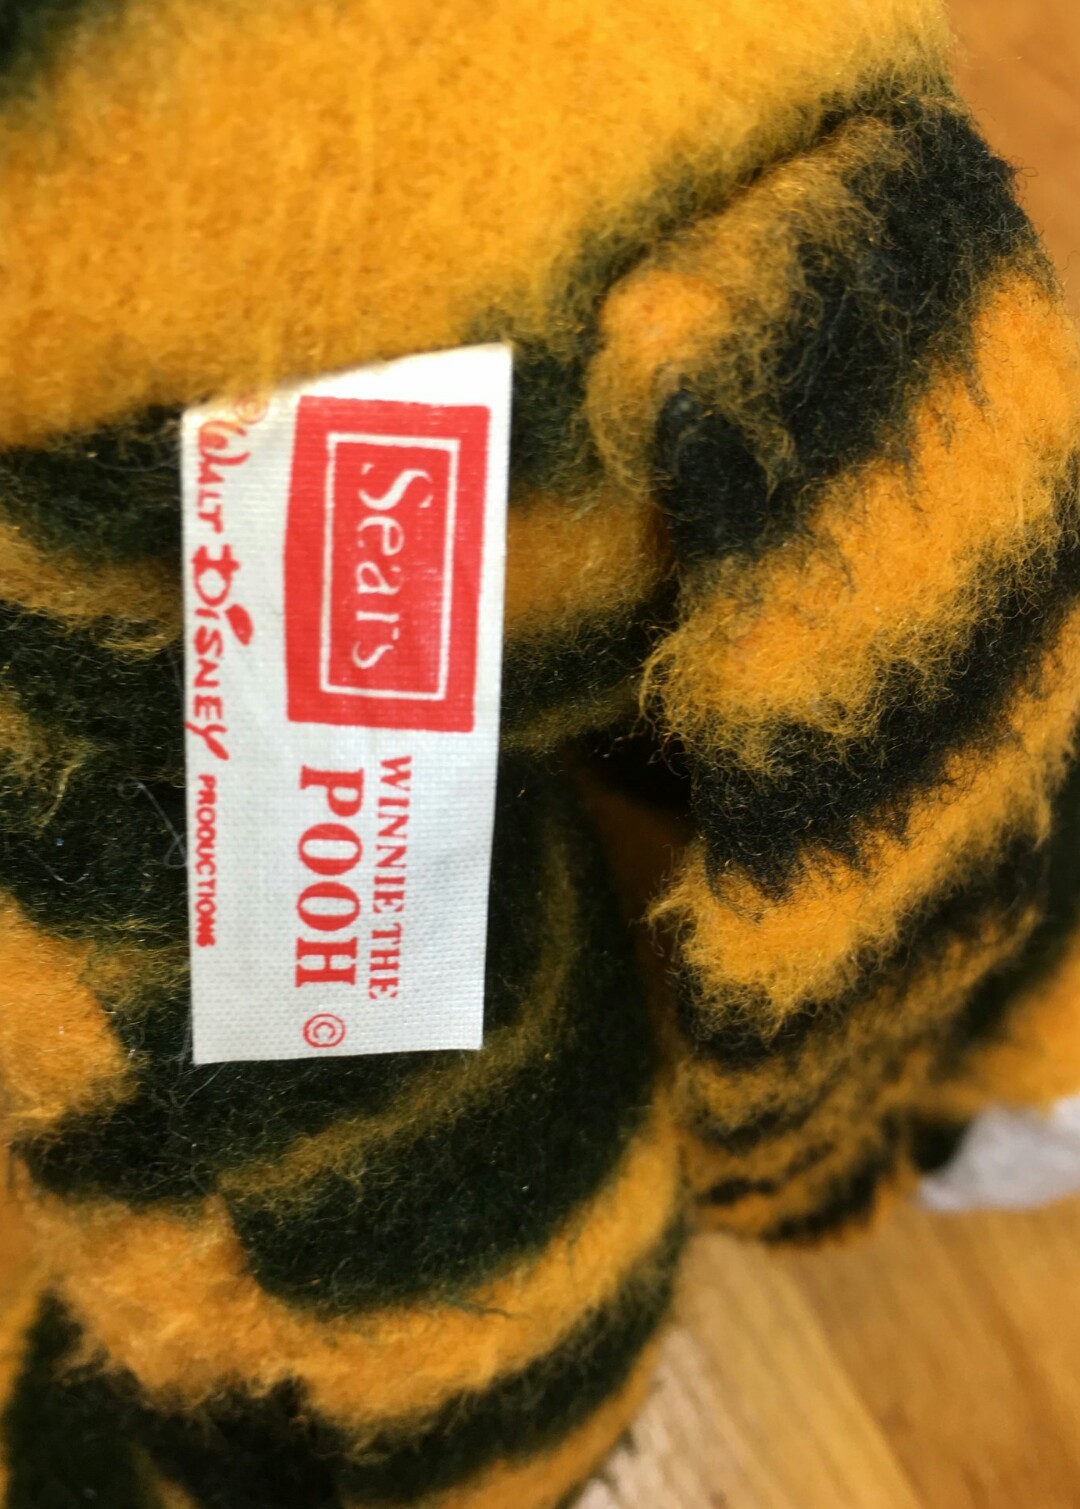 Sears
WINNIE THE
POOH ©
© WALT DISNEY PRODUCTIONS